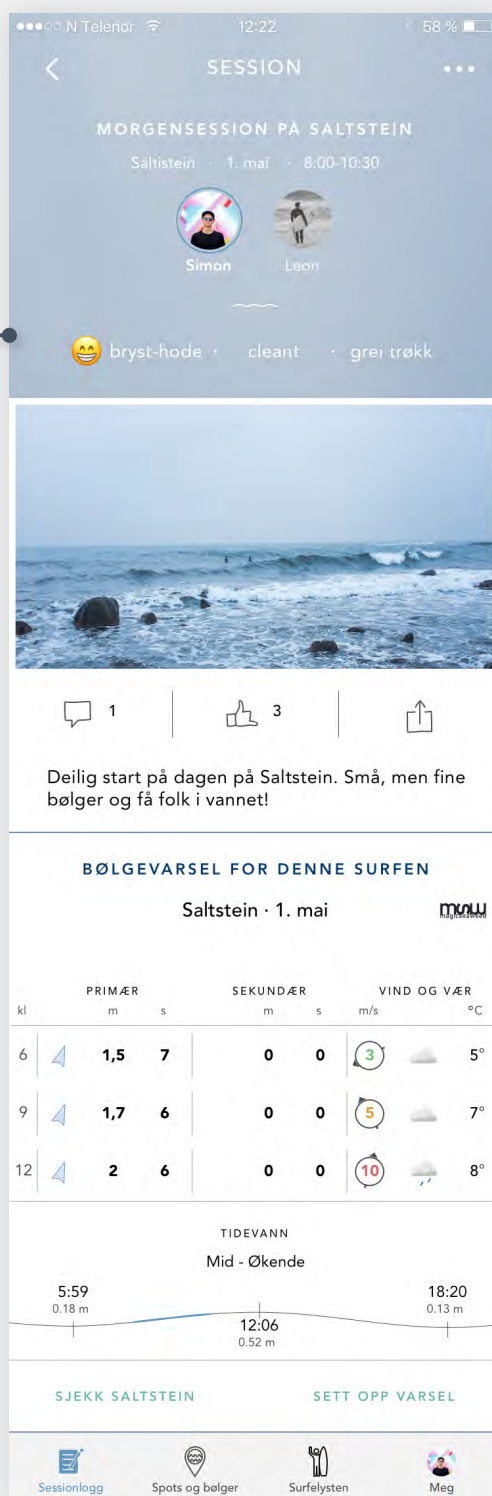 N Telenor 12:22 58 %
SESSION
MORGENSESSION PÅ SALTSTEIN
Saltistein · 1. mai · 8:00-10:30
Simon Leon
bryst-hode · cleant · grei trøkk
1 3
Deilig start på dagen på Saltstein. Små, men fine
bølger og få folk i vannet!
BØLGEVARSEL FOR DENNE SURFEN
Saltstein · 1. mai
msw
magicseaweed
PRIMÆR SEKUNDÆR VIND OG VÆR
kl m s m s m/s °C
6 1,5 7 0 0 3 5°
9 1,7 6 0 0 5 7°
12 2 6 0 0 10 8°
TIDEVANN
Mid - Økende
5:59 18:20
0.18 m 0.13 m
12:06
0.52 m
SJEKK SALTSTEIN SETT OPP VARSEL
Sessionlogg Spots og bølger Surfelysten Meg